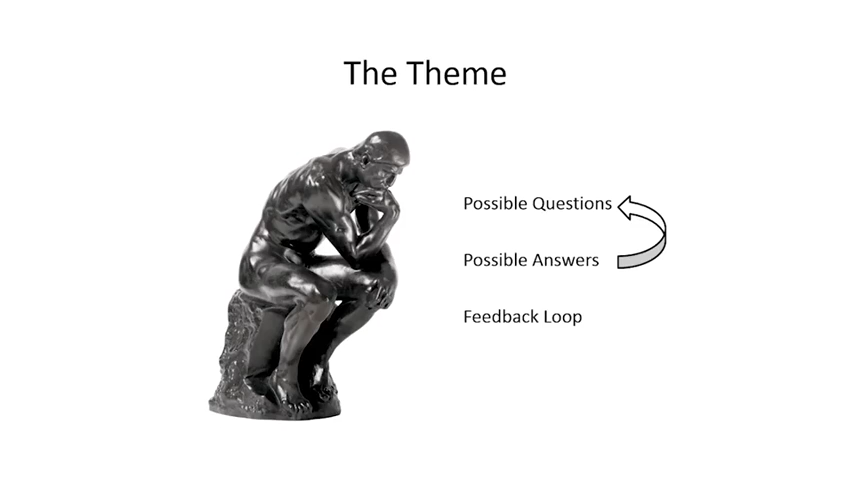 The Theme
Possible Questions
Possible Answers
Feedback Loop